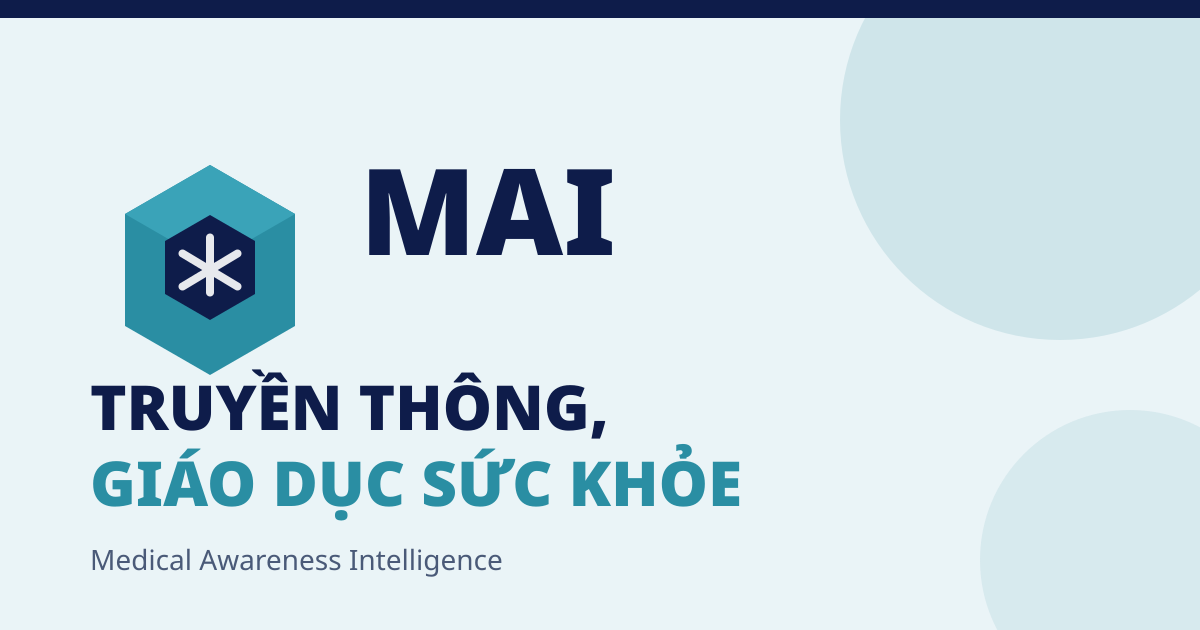 MAI
TRUYỀN THÔNG,
GIÁO DỤC SỨC KHỎE
Medical Awareness Intelligence